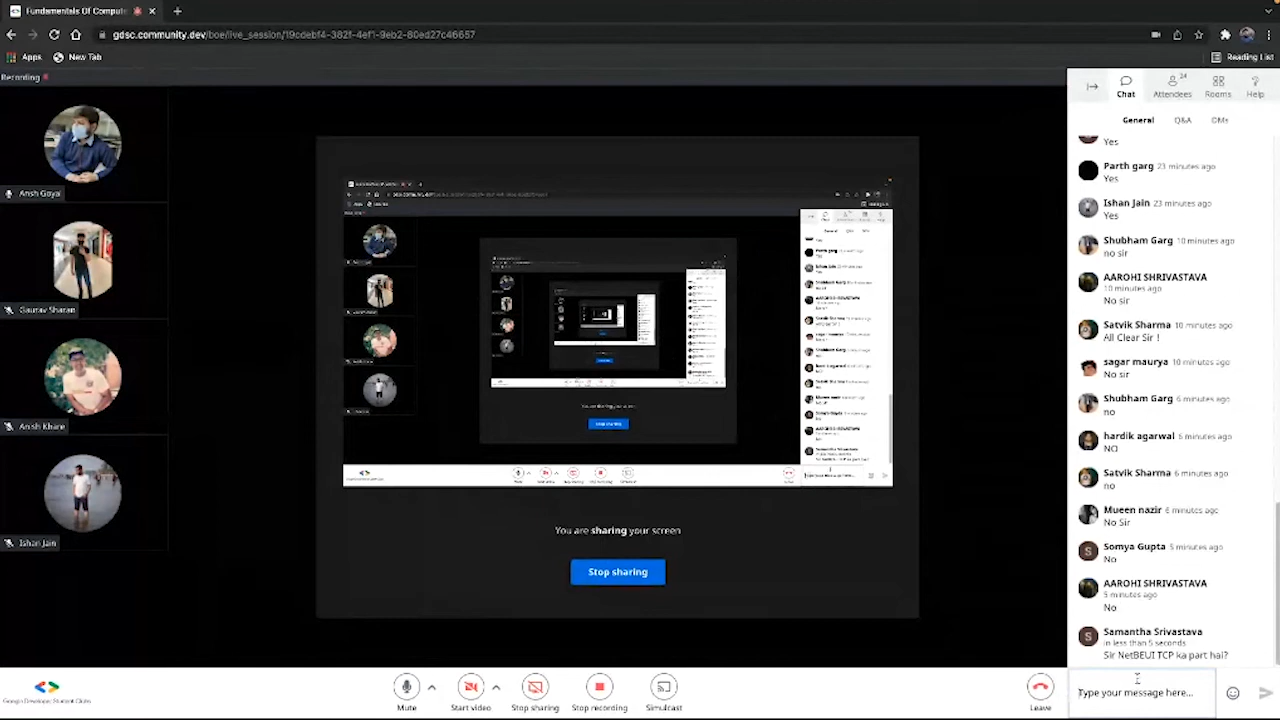 Fundamentals Of Compute
gdsc.community.dev/boe/live_session/19cdebf4-382f-4ef1-9eb2-80ed27c46657
Apps
New Tab
Reading List
Recording
Ansh Goyal
Gaurav Sharan
Ishan Jain
You are sharing your screen
Stop sharing
Chat
24
Attendees
Rooms
Help
General
Q&A
DMs
Yes
Parth garg 23 minutes ago
Yes
Ishan Jain 23 minutes ago
Yes
Shubham Garg 10 minutes ago
no sir
AAROHI SHRIVASTAVA
10 minutes ago
No sir
Satvik Sharma 10 minutes ago
All Clear Sir !
sager maurya 10 minutes ago
No sir
Shubham Garg 6 minutes ago
no
hardik agarwal 6 minutes ago
NO
Satvik Sharma 6 minutes ago
no
Mueen nazir 6 minutes ago
No Sir
S
Somya Gupta 5 minutes ago
No
AAROHI SHRIVASTAVA
5 minutes ago
No
S
Samantha Srivastava
in less than 5 seconds
Sir NetBEUI TCP ka part hai?
Type your message here...
Google Developer Student Clubs
Mute
Start video
Stop sharing
Stop recording
Simulcast
Leave